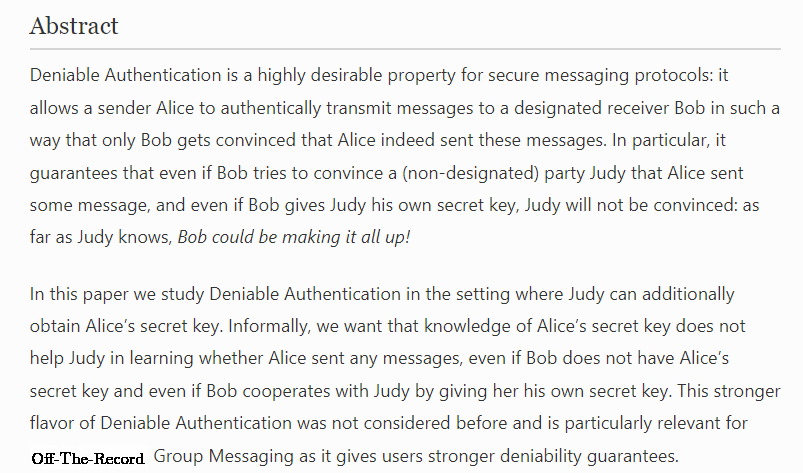 Abstract
Deniable Authentication is a highly desirable property for secure messaging protocols: it
allows a sender Alice to authentically transmit messages to a designated receiver Bob in such a
way that only Bob gets convinced that Alice indeed sent these messages. In particular, it
guarantees that even if Bob tries to convince a (non-designated) party Judy that Alice sent
some message, and even if Bob gives Judy his own secret key, Judy will not be convinced: as
far as Judy knows, Bob could be making it all up!
In this paper we study Deniable Authentication in the setting where Judy can additionally
obtain Alice’s secret key. Informally, we want that knowledge of Alice’s secret key does not
help Judy in learning whether Alice sent any messages, even if Bob does not have Alice’s
secret key and even if Bob cooperates with Judy by giving her his own secret key. This stronger
flavor of Deniable Authentication was not considered before and is particularly relevant for
Off-The-Record Group Messaging as it gives users stronger deniability guarantees.